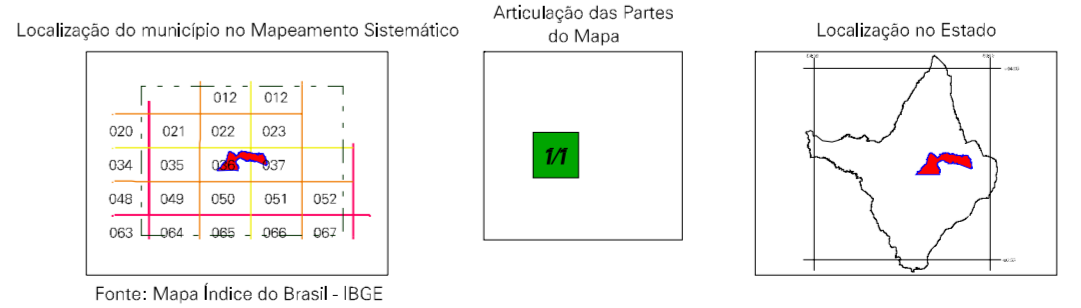 Localização do município no Mapeamento Sistemático
012 012
020 021 022 023
034 035 036 037
048 049 050 051 052
063 064 065 066 067
Fonte: Mapa Índice do Brasil - IBGE
Articulação das Partes
do Mapa
1/1
Localização no Estado